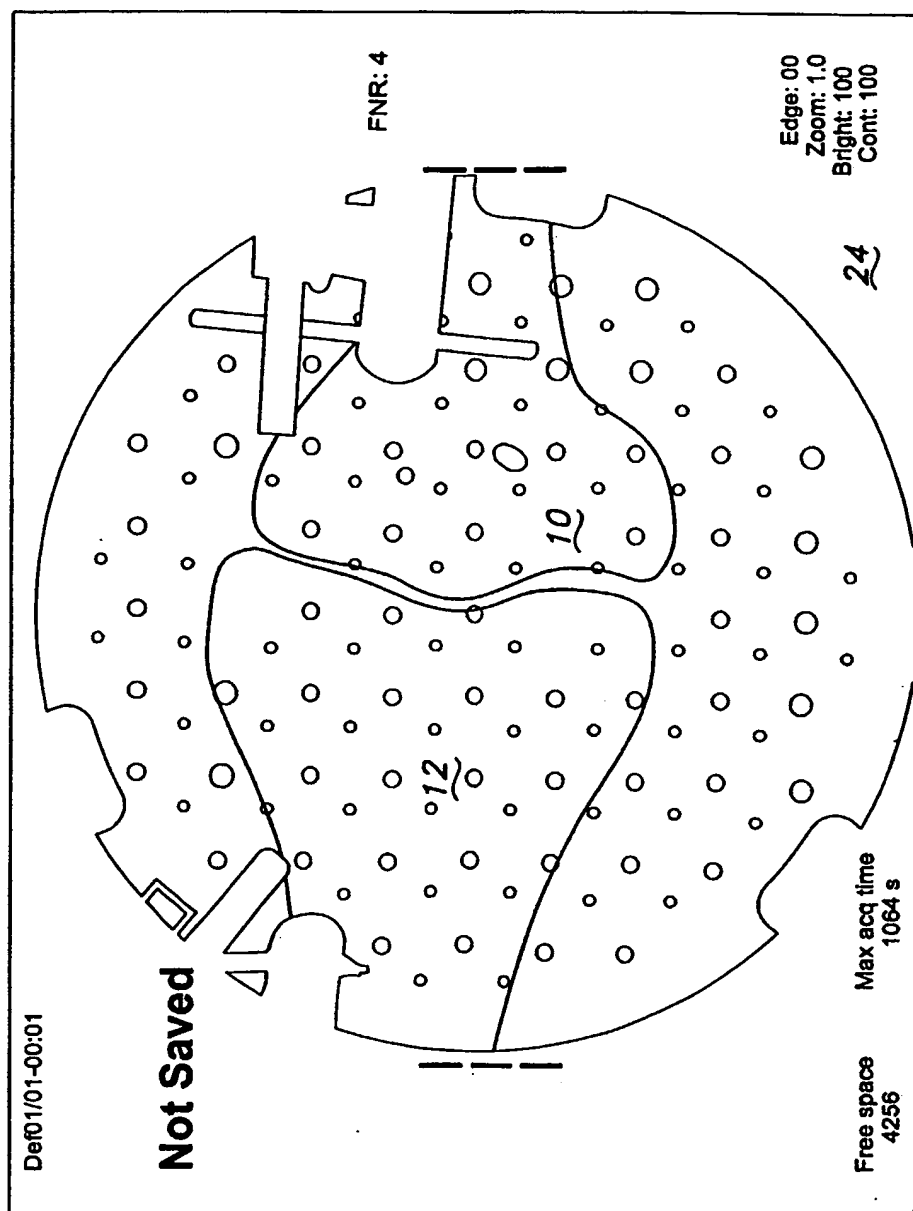 Def01/01-00:01
Not Saved
FNR: 4
12
10
24
Free space
4256
Max acq time
1064 s
Edge: 00
Zoom: 1.0
Bright: 100
Cont: 100